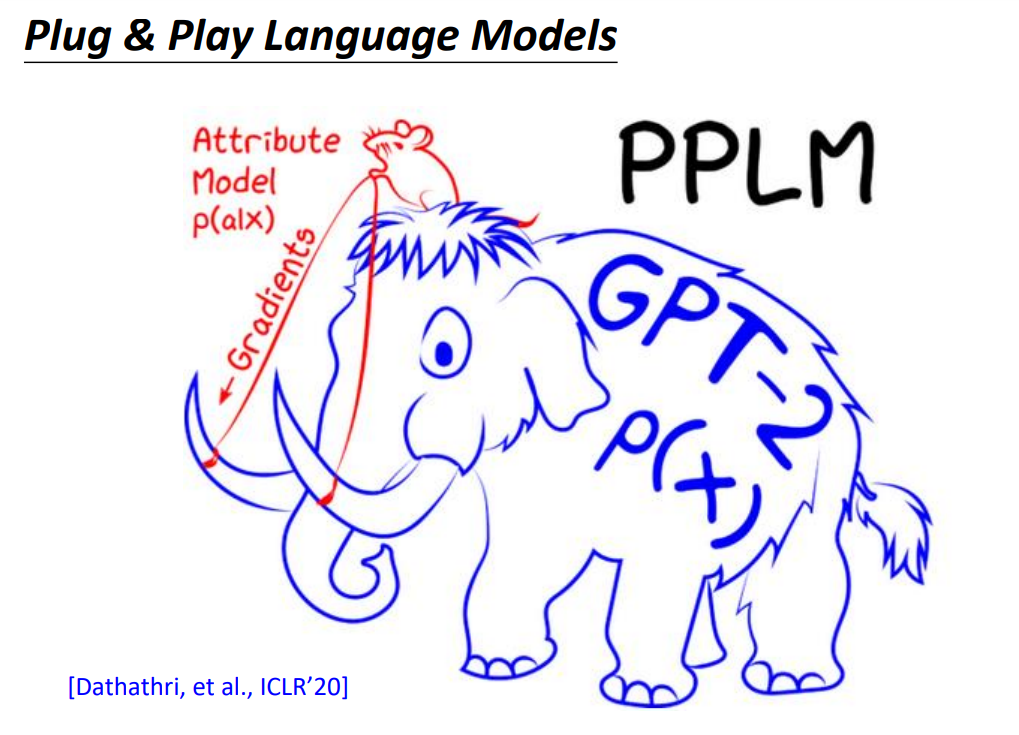 Plug & Play Language Models
Attribute
Model
p(a|x)
PPLM
Gradients
GPT-2
p(x)
[Dathathri, et al., ICLR’20]